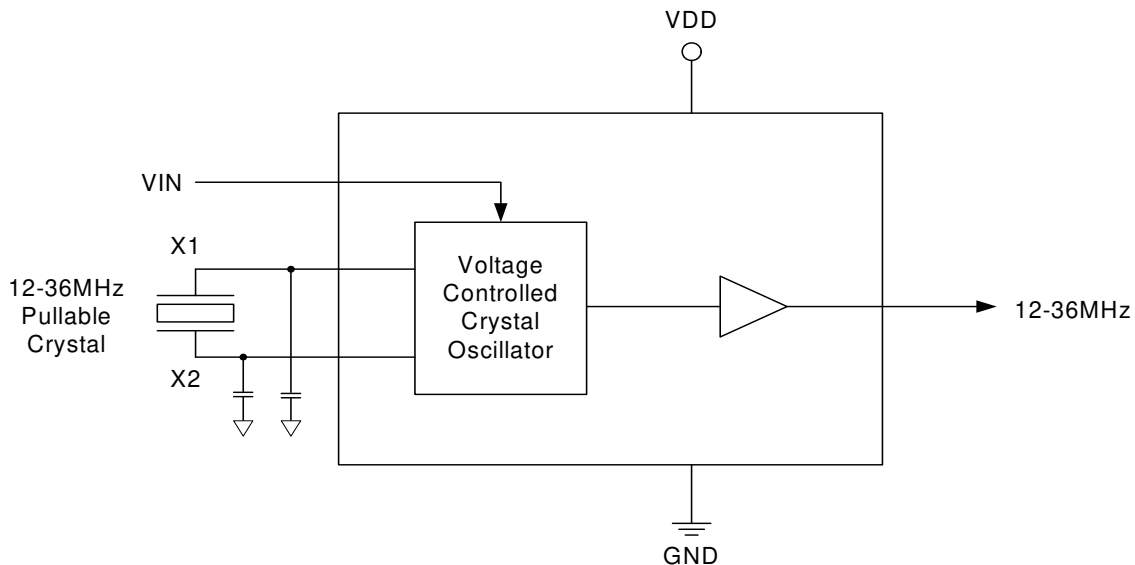 VDD
VIN
X1
12-36MHz
Pullable
Crystal
X2
Voltage
Controlled
Crystal
Oscillator
12-36MHz
GND